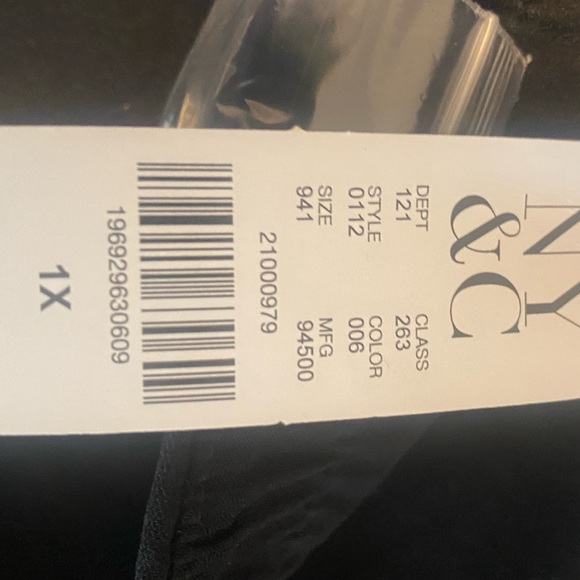 NY
&C
DEPT CLASS
121 263
STYLE COLOR
0112 006
SIZE MFG
941 94500
21000979
196929630609
1X